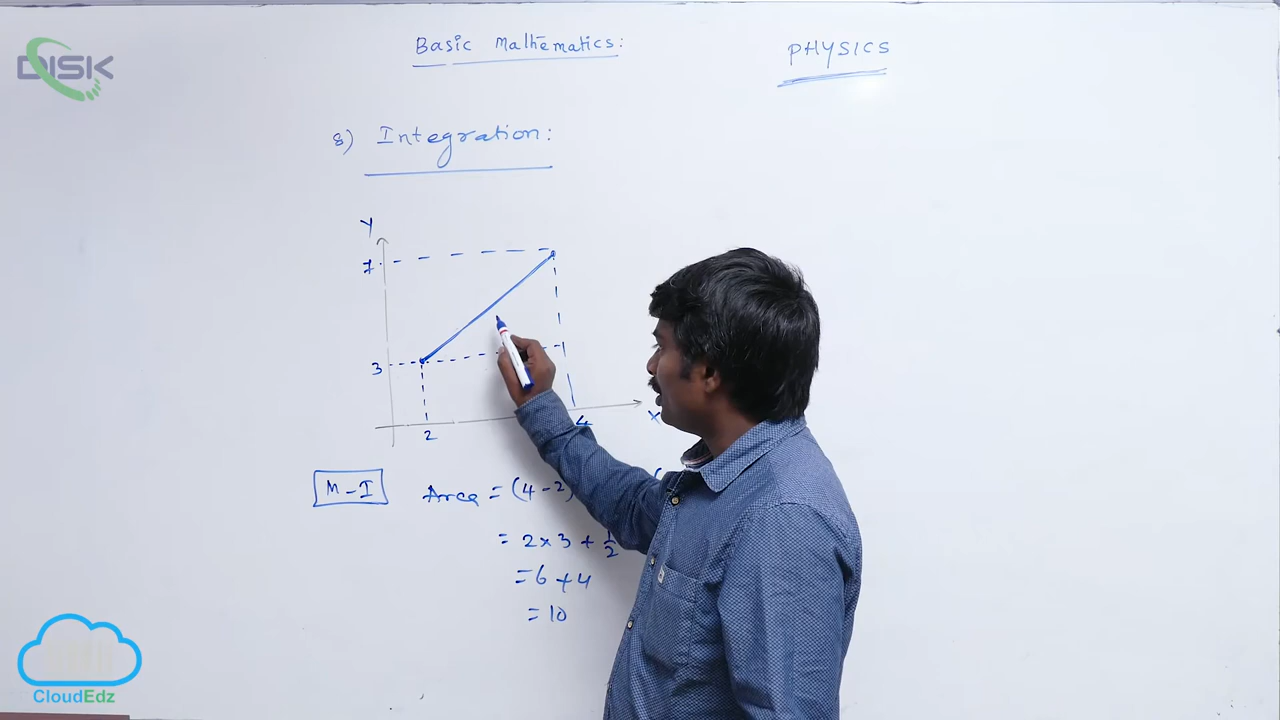 DISK
Basic Mathematics:
PHYSICS
8) Integration:
Y
7
3
2
4
X
M-I
Area = (4-2)
= 2×3 + 1/2
= 6 + 4
= 10
CloudEdz